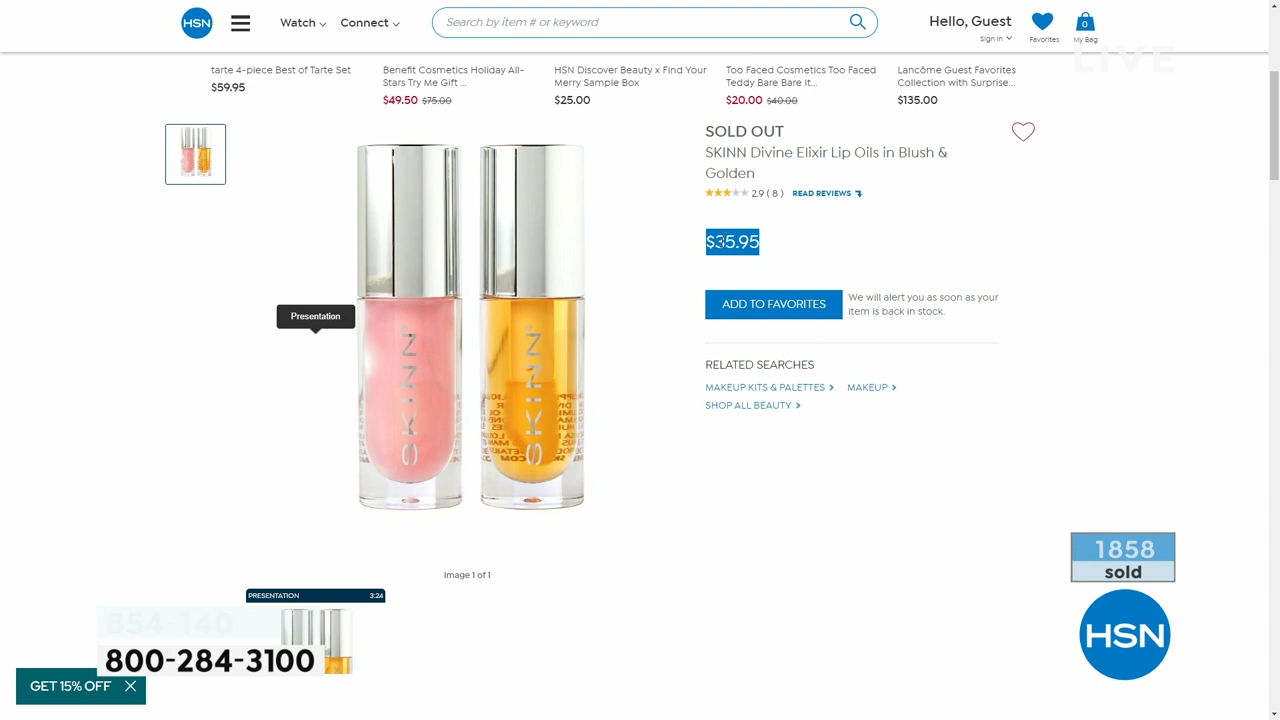 HSN
Watch
Connect
Search by item # or keyword
Hello, Guest
Sign In
Favorites
0
My Bag
LIVE
tarte 4-piece Best of Tarte Set
$59.95
Benefit Cosmetics Holiday All-
Stars Try Me Gift ...
$49.50 $75.00
HSN Discover Beauty x Find Your
Merry Sample Box
$25.00
Too Faced Cosmetics Too Faced
Teddy Bare Bare It...
$20.00 $40.00
Lancôme Guest Favorites
Collection with Surprise...
$135.00
SOLD OUT
SKINN Divine Elixir Lip Oils in Blush &
Golden
2.9 ( 8 ) READ REVIEWS
$35.95
ADD TO FAVORITES
We will alert you as soon as your
item is back in stock.
RELATED SEARCHES
MAKEUP KITS & PALETTES
MAKEUP
SHOP ALL BEAUTY
Presentation
SKINN
SKINN
Image 1 of 1
PRESENTATION 3:24
854-140
800-284-3100
GET 15% OFF
1858
sold
HSN